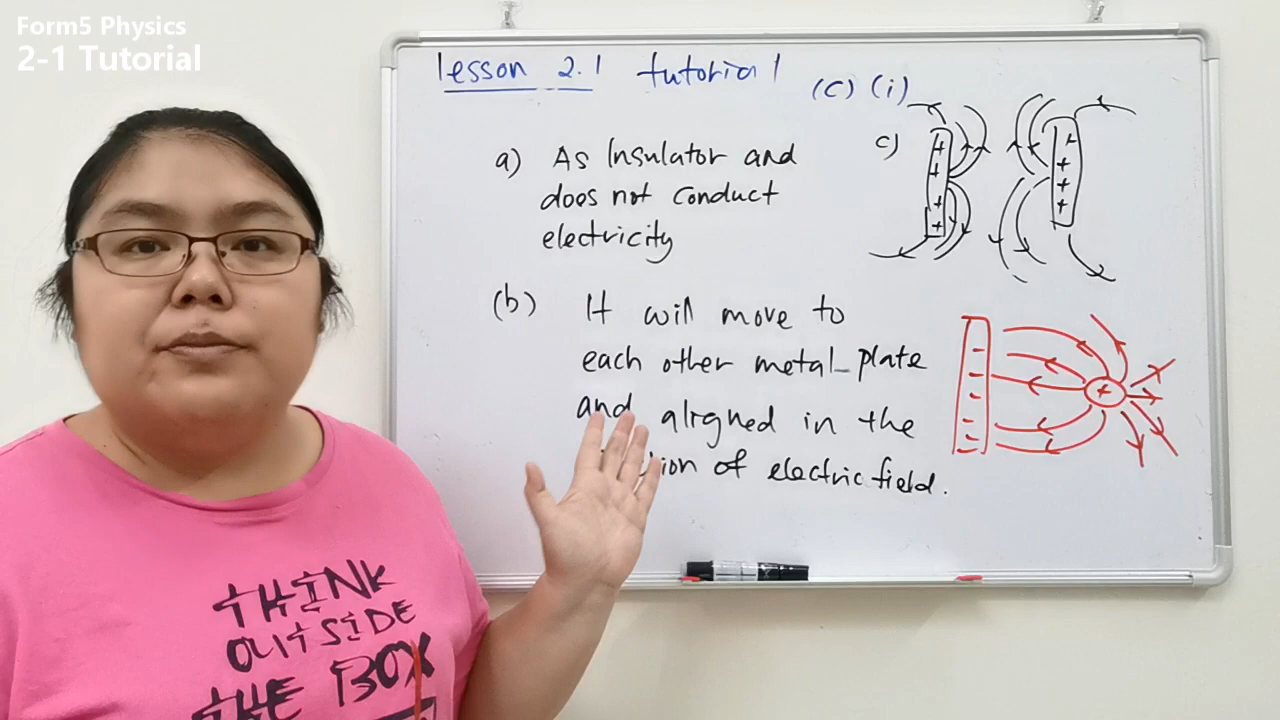 Form5 Physics
2-1 Tutorial
lesson 2.1 tutorial
(c) (i)
a) As Insulator and
does not conduct
electricity
c)
(b) It will move to
each other metal plate
and alrgned in the
of electric field.
THINK
OUTSIDE
THE BOX